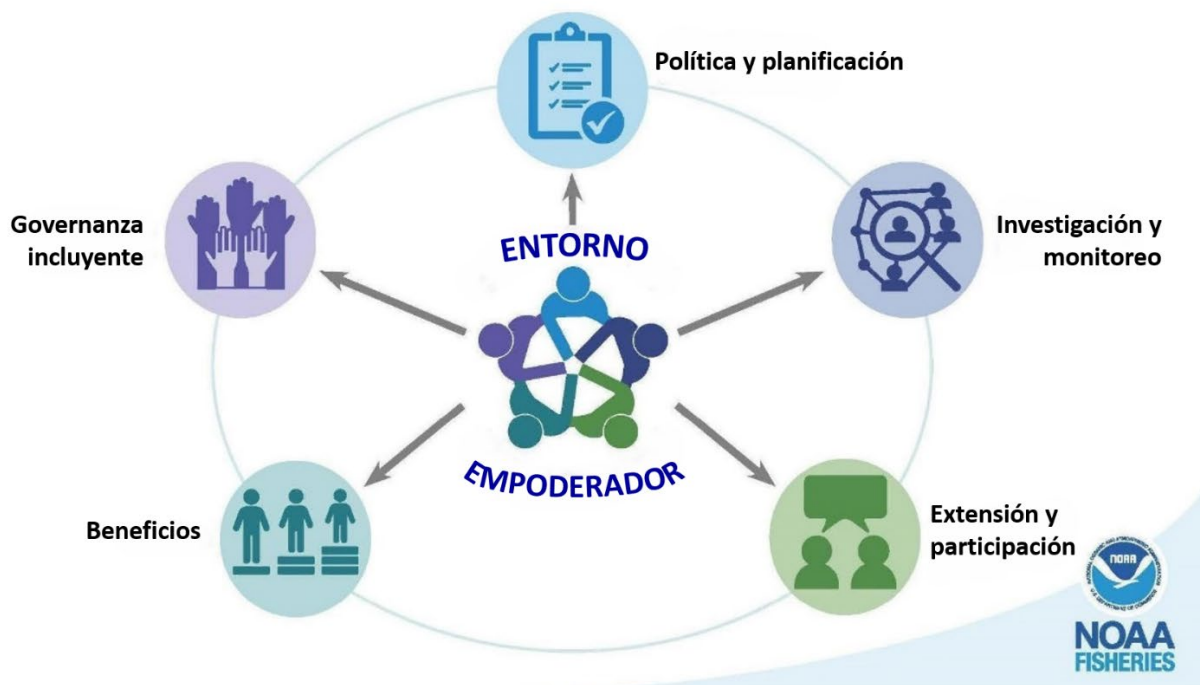 Política y planificación
Governanza
incluyente
Investigación y
monitoreo
ENTORNO
EMPODERADOR
Beneficios
Extensión y
participación
NOAA
NOAA
FISHERIES